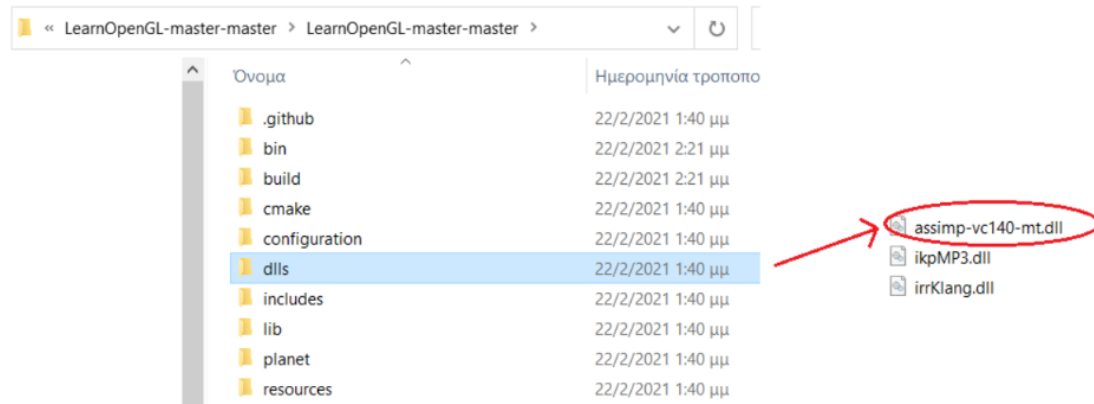 « LearnOpenGL-master-master > LearnOpenGL-master-master >
Όνομα Ημερομηνία τροποπο
.github 22/2/2021 1:40 μμ
bin 22/2/2021 2:21 μμ
build 22/2/2021 2:21 μμ
cmake 22/2/2021 1:40 μμ
configuration 22/2/2021 1:40 μμ
dlls 22/2/2021 1:40 μμ
includes 22/2/2021 1:40 μμ
lib 22/2/2021 1:40 μμ
planet 22/2/2021 1:40 μμ
resources 22/2/2021 1:40 μμ
assimp-vc140-mt.dll
ikpMP3.dll
irrKlang.dll